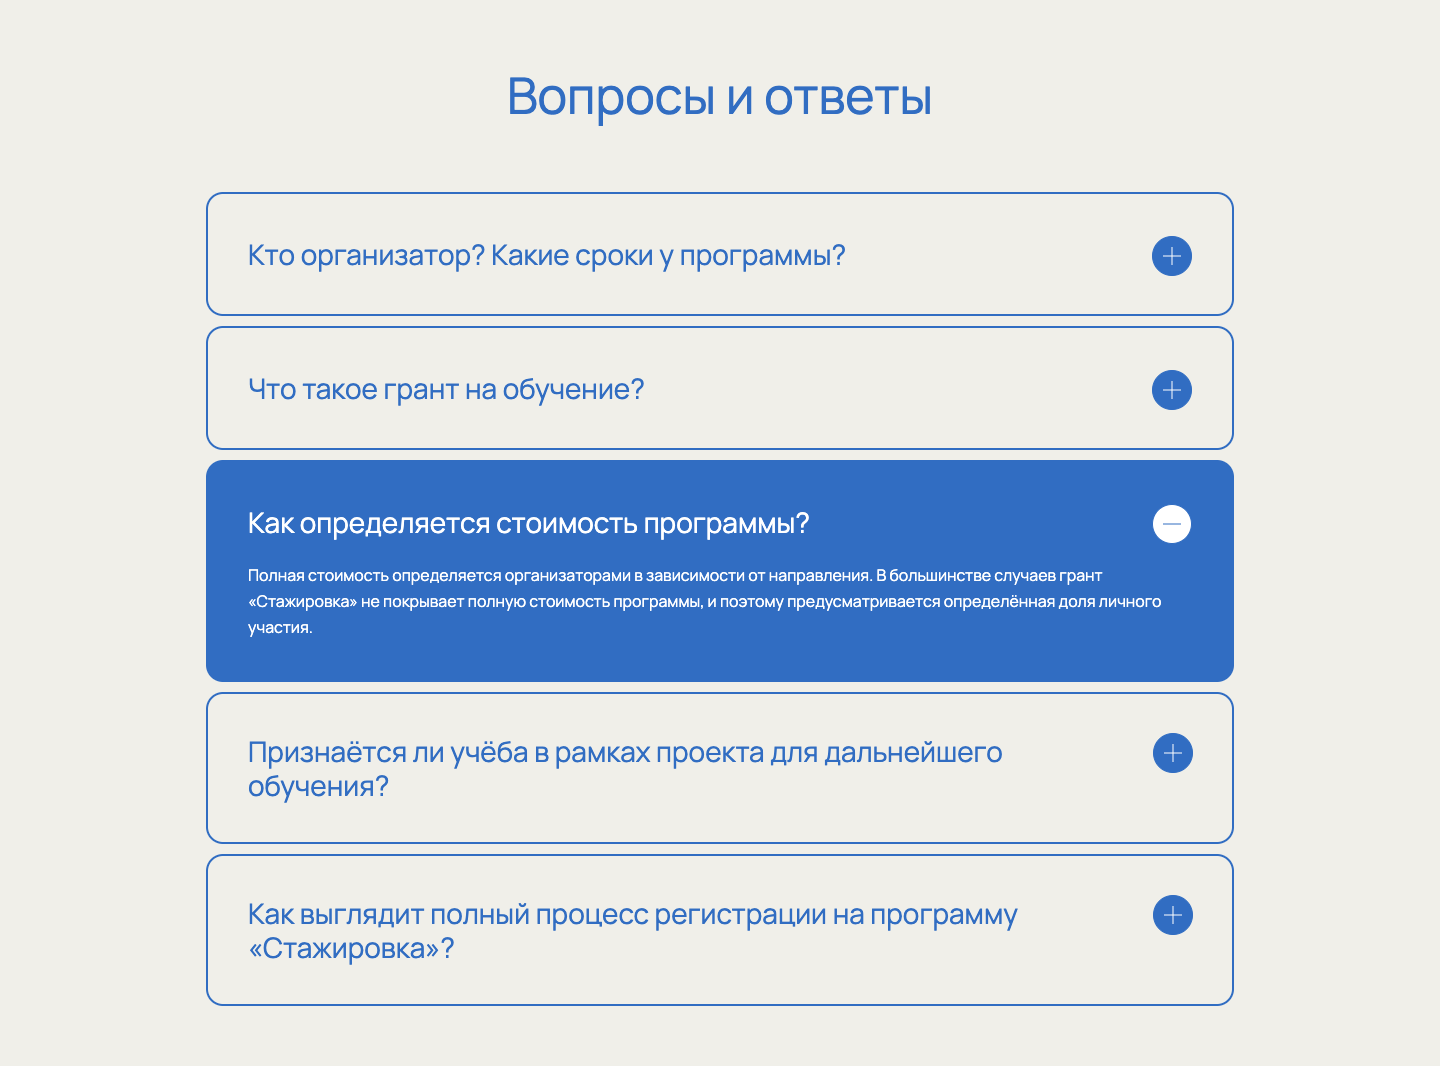 Вопросы и ответы
Кто организатор? Какие сроки у программы?
Что такое грант на обучение?
Как определяется стоимость программы?
Полная стоимость определяется организаторами в зависимости от направления. В большинстве случаев грант
«Стажировка» не покрывает полную стоимость программы, и поэтому предусматривается определённая доля личного
участия.
Признаётся ли учёба в рамках проекта для дальнейшего
обучения?
Как выглядит полный процесс регистрации на программу
«Стажировка»?